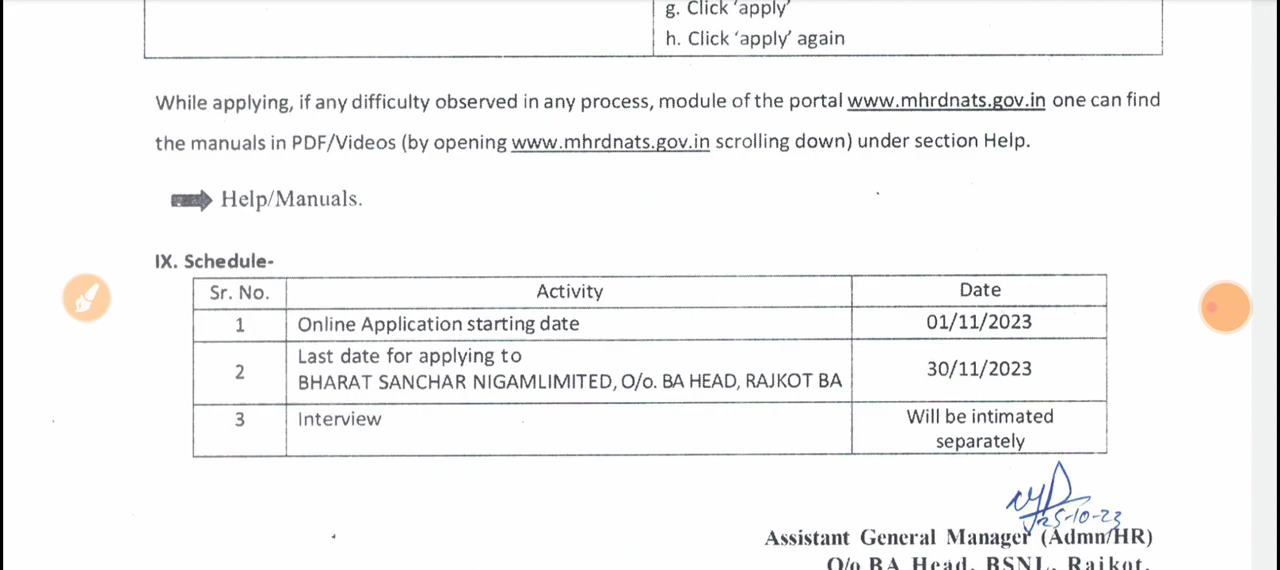 g. Click ‘apply’
h. Click ‘apply’ again
While applying, if any difficulty observed in any process, module of the portal www.mhrdnats.gov.in one can find
the manuals in PDF/Videos (by opening www.mhrdnats.gov.in scrolling down) under section Help.
Help/Manuals.
IX. Schedule-
Sr. No. Activity Date
1 Online Application starting date 01/11/2023
2 Last date for applying to
BHARAT SANCHAR NIGAMLIMITED, O/o. BA HEAD, RAJKOT BA 30/11/2023
3 Interview Will be intimated
separately
25-10-23
Assistant General Manager (Admn/HR)
O/o BA Head, BSNL, Rajkot.